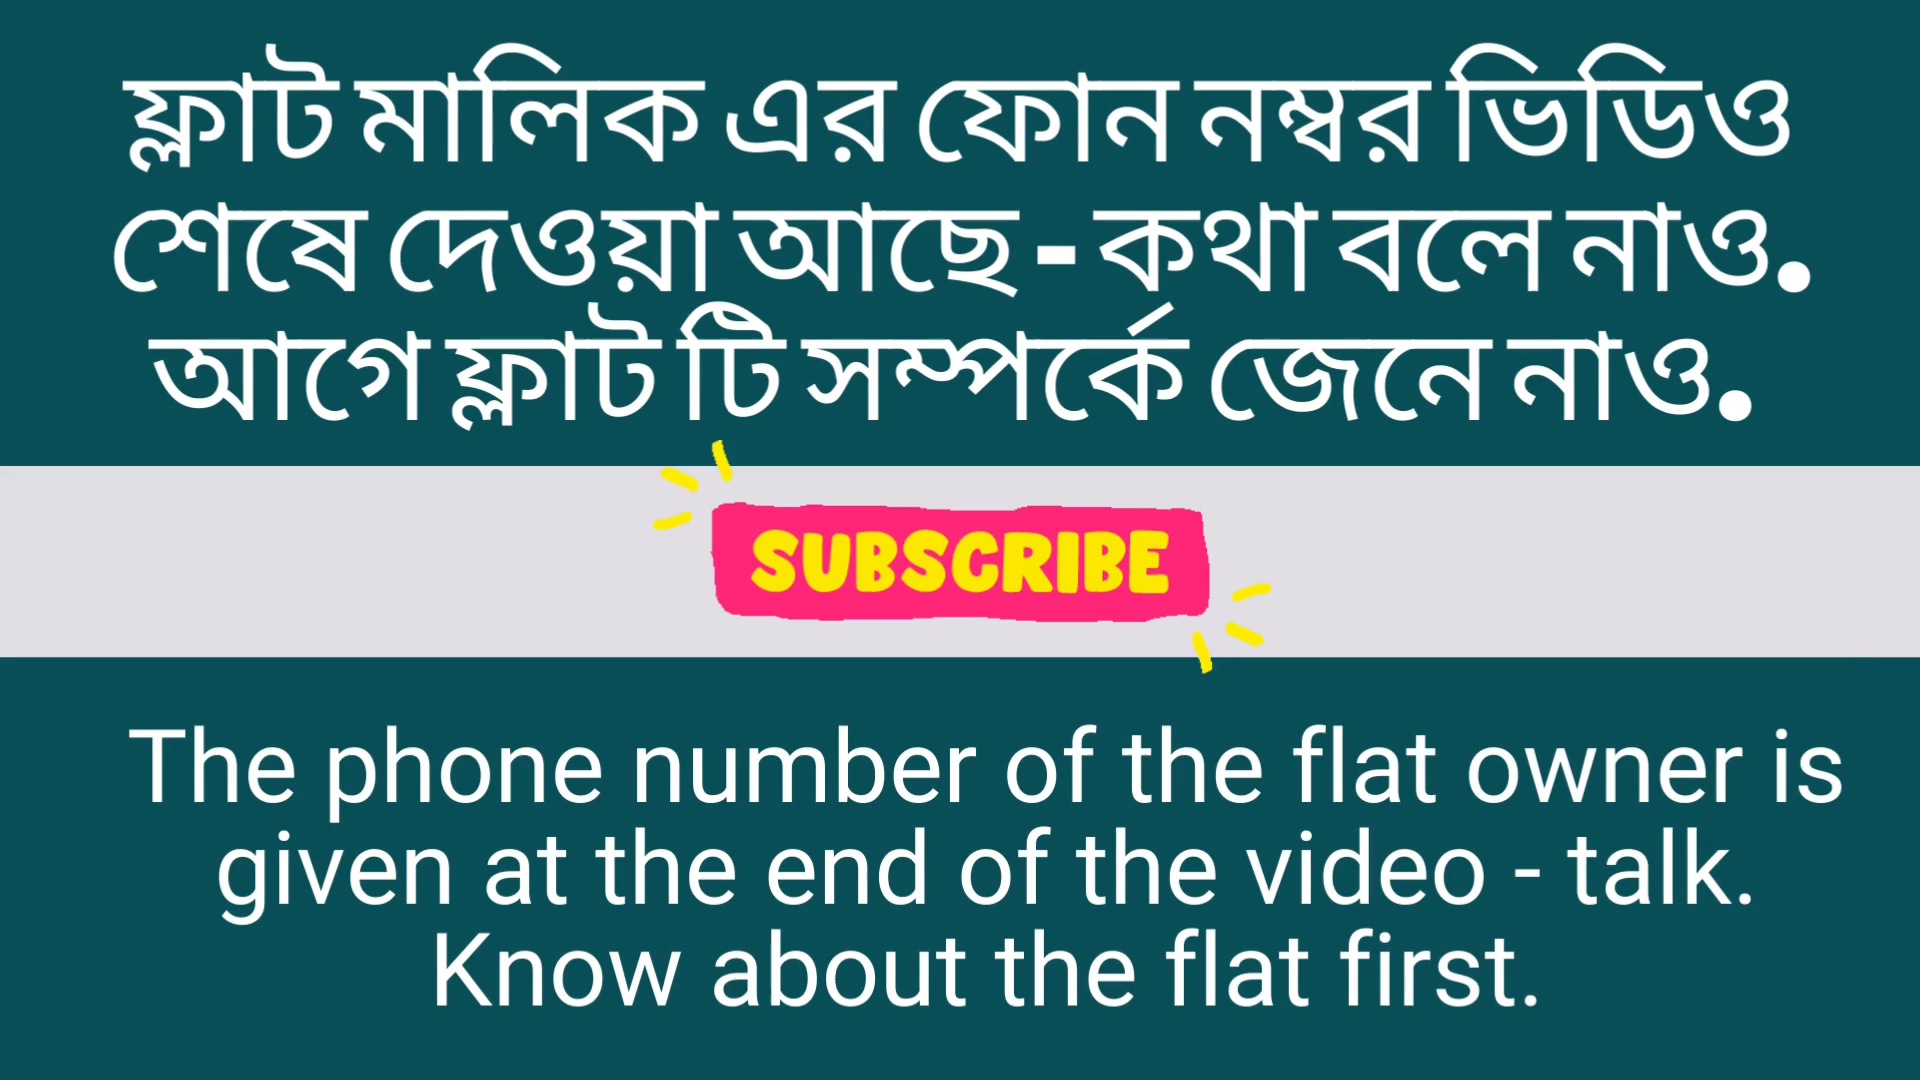 ফ্লাট মালিক এর ফোন নম্বর ভিডিও
শেষে দেওয়া আছে - কথা বলে নাও.
আগে ফ্লাট টি সম্পর্কে জেনে নাও.
SUBSCRIBE
The phone number of the flat owner is
given at the end of the video - talk.
Know about the flat first.